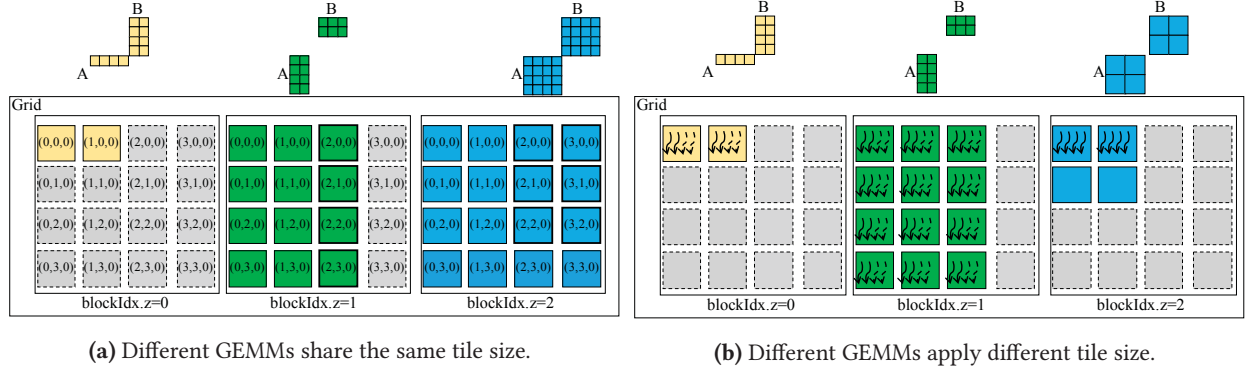 B
A
B
A
B
A
Grid
(0,0,0) (1,0,0) (2,0,0) (3,0,0)
(0,1,0) (1,1,0) (2,1,0) (3,1,0)
(0,2,0) (1,2,0) (2,2,0) (3,2,0)
(0,3,0) (1,3,0) (2,3,0) (3,3,0)
blockIdx.z=0
(0,0,0) (1,0,0) (2,0,0) (3,0,0)
(0,1,0) (1,1,0) (2,1,0) (3,1,0)
(0,2,0) (1,2,0) (2,2,0) (3,2,0)
(0,3,0) (1,3,0) (2,3,0) (3,3,0)
blockIdx.z=1
(0,0,0) (1,0,0) (2,0,0) (3,0,0)
(0,1,0) (1,1,0) (2,1,0) (3,1,0)
(0,2,0) (1,2,0) (2,2,0) (3,2,0)
(0,3,0) (1,3,0) (2,3,0) (3,3,0)
blockIdx.z=2
(a) Different GEMMs share the same tile size.
B
A
B
A
B
A
Grid
blockIdx.z=0
blockIdx.z=1
blockIdx.z=2
(b) Different GEMMs apply different tile size.